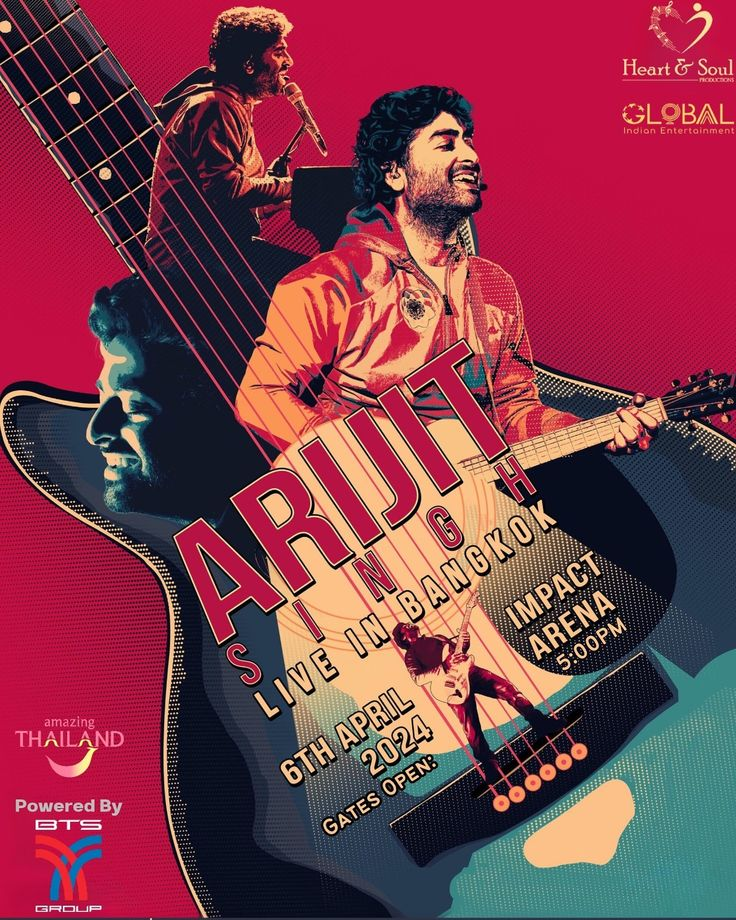 Heart & Soul
PRODUCTIONS
GLOBAL
Indian Entertainment
ARIJIT
SINGH
LIVE IN BANGKOK
IMPACT
ARENA
5:00PM
6TH APRIL
2024
GATES OPEN:
amazing
THAILAND
Powered By
BTS
GROUP